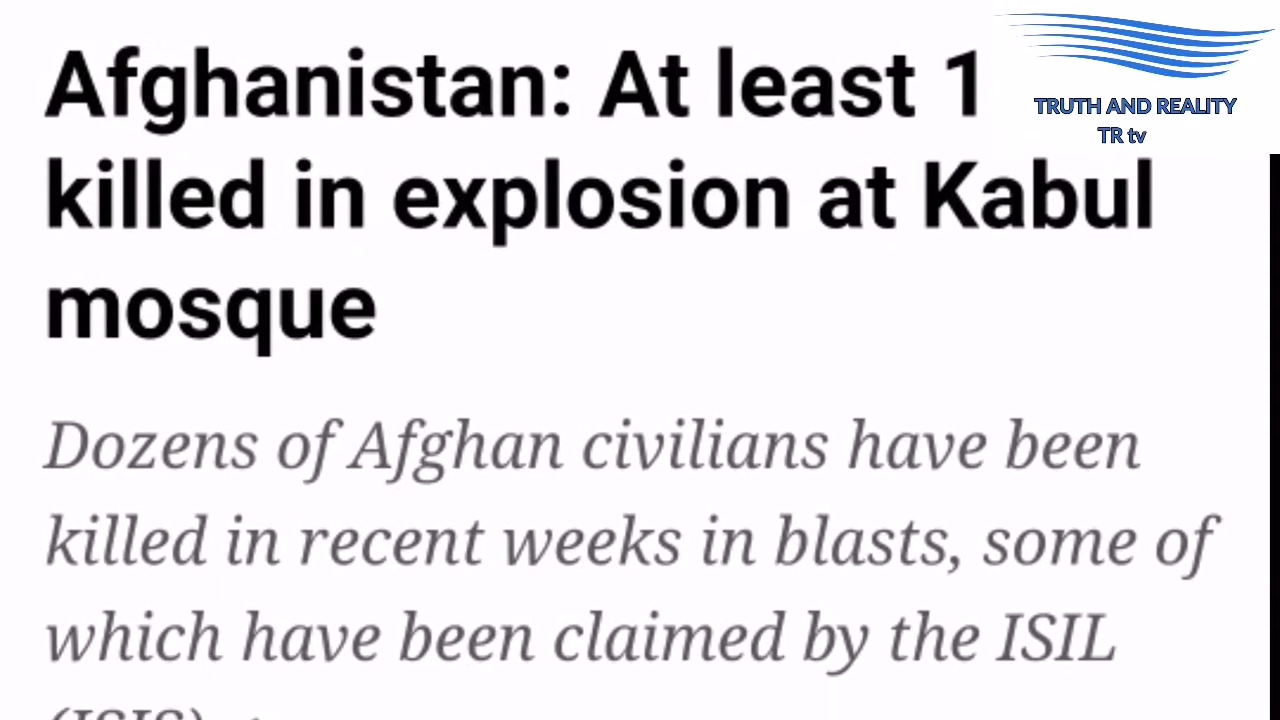 Afghanistan: At least 1
TRUTH AND REALITY
TR tv
killed in explosion at Kabul
mosque
Dozens of Afghan civilians have been
killed in recent weeks in blasts, some of
which have been claimed by the ISIL